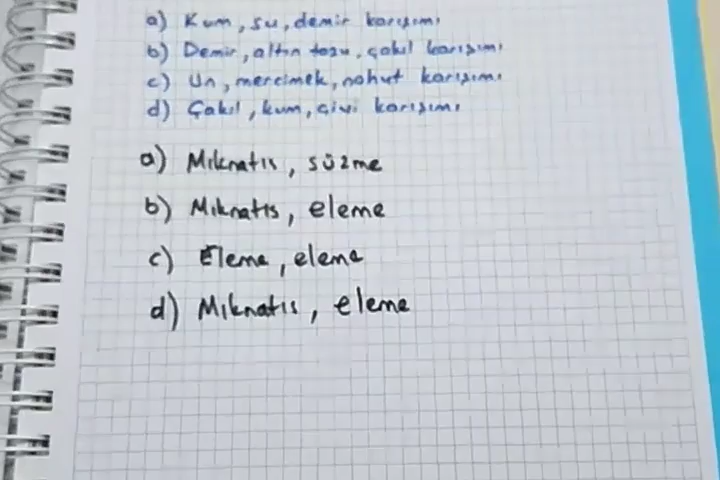 a) Kum, su, demir karışımı
b) Demir, altın tozu, çakıl karışımı
c) Un, mercimek, nohut karışımı
d) Çakıl, kum, çivi karışımı
a) Mıknatıs, süzme
b) Mıknatıs, eleme
c) Eleme, eleme
d) Mıknatıs, eleme